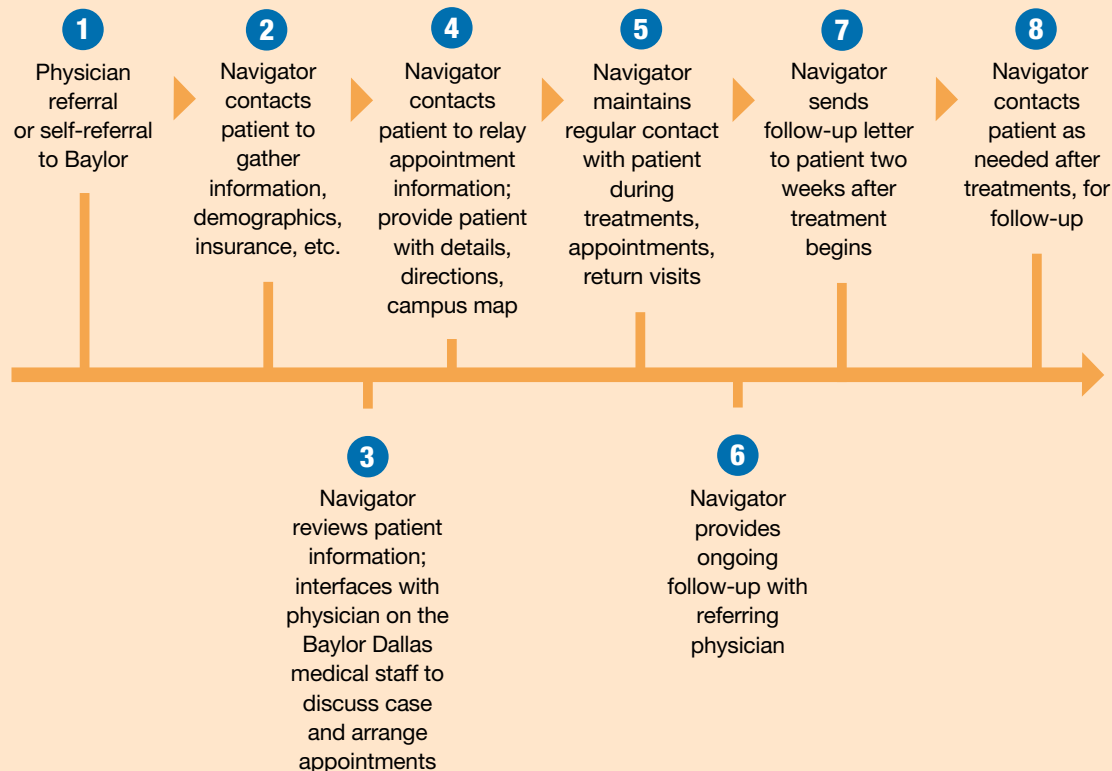 1
Physician
referral
or self-referral
to Baylor
2
Navigator
contacts
patient to
gather
information,
demographics,
insurance, etc.
4
Navigator
contacts
patient to relay
appointment
information;
provide patient
with details,
directions,
campus map
5
Navigator
maintains
regular contact
with patient
during
treatments,
appointments,
return visits
7
Navigator
sends
follow-up letter
to patient two
weeks after
treatment
begins
8
Navigator
contacts
patient as
needed after
treatments, for
follow-up
3
Navigator
reviews patient
information;
interfaces with
physician on the
Baylor Dallas
medical staff to
discuss case
and arrange
appointments
6
Navigator
provides
ongoing
follow-up with
referring
physician